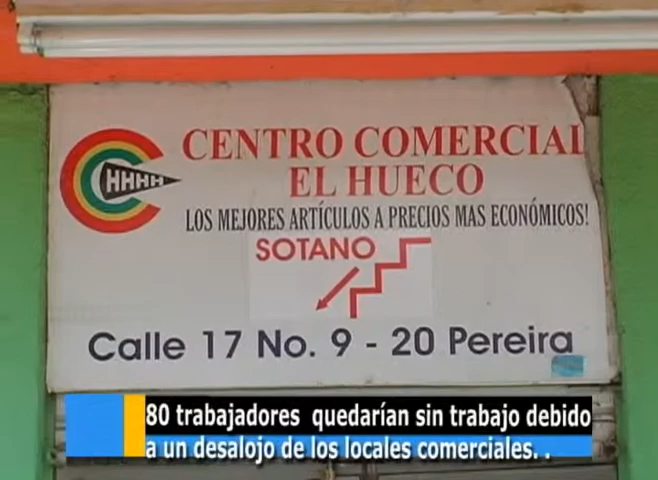 CENTRO COMERCIAL
EL HUECO
HHHH
LOS MEJORES ARTÍCULOS A PRECIOS MAS ECONÓMICOS!
SOTANO
Calle 17 No. 9 - 20 Pereira
80 trabajadores quedarían sin trabajo debido
a un desalojo de los locales comerciales. .